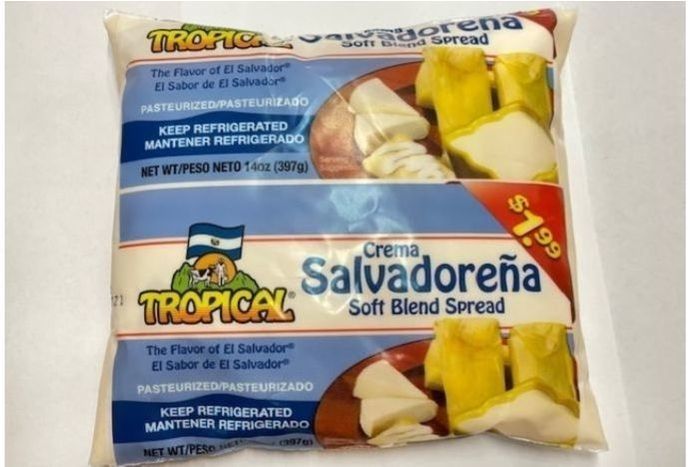 TROPICAL
Salvadoreña
Soft Blend Spread
The Flavor of El Salvador®
El Sabor de El Salvador®
PASTEURIZED/PASTEURIZADO
KEEP REFRIGERATED
MANTENER REFRIGERADO
NET WT/PESO NETO 14oz (397g)
Serving
$1.99
Crema
Salvadoreña
Soft Blend Spread
TROPICAL®
The Flavor of El Salvador®
El Sabor de El Salvador®
PASTEURIZED/PASTEURIZADO
KEEP REFRIGERATED
MANTENER REFRIGERADO
NET WT/PESO (397g)